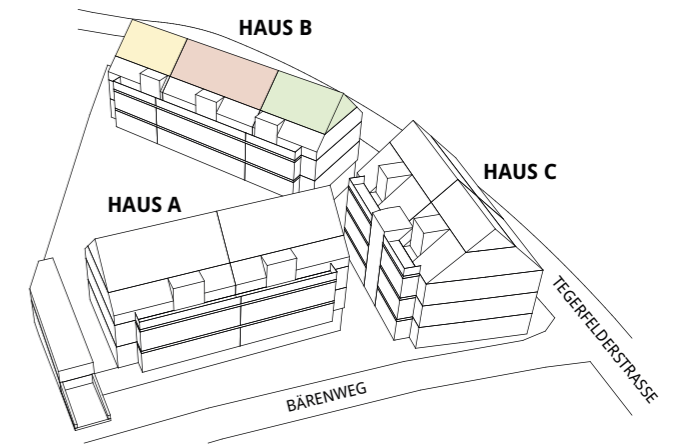 HAUS B
HAUS C
HAUS A
TEGERFELDERSTRASSE
BÄRENWEG